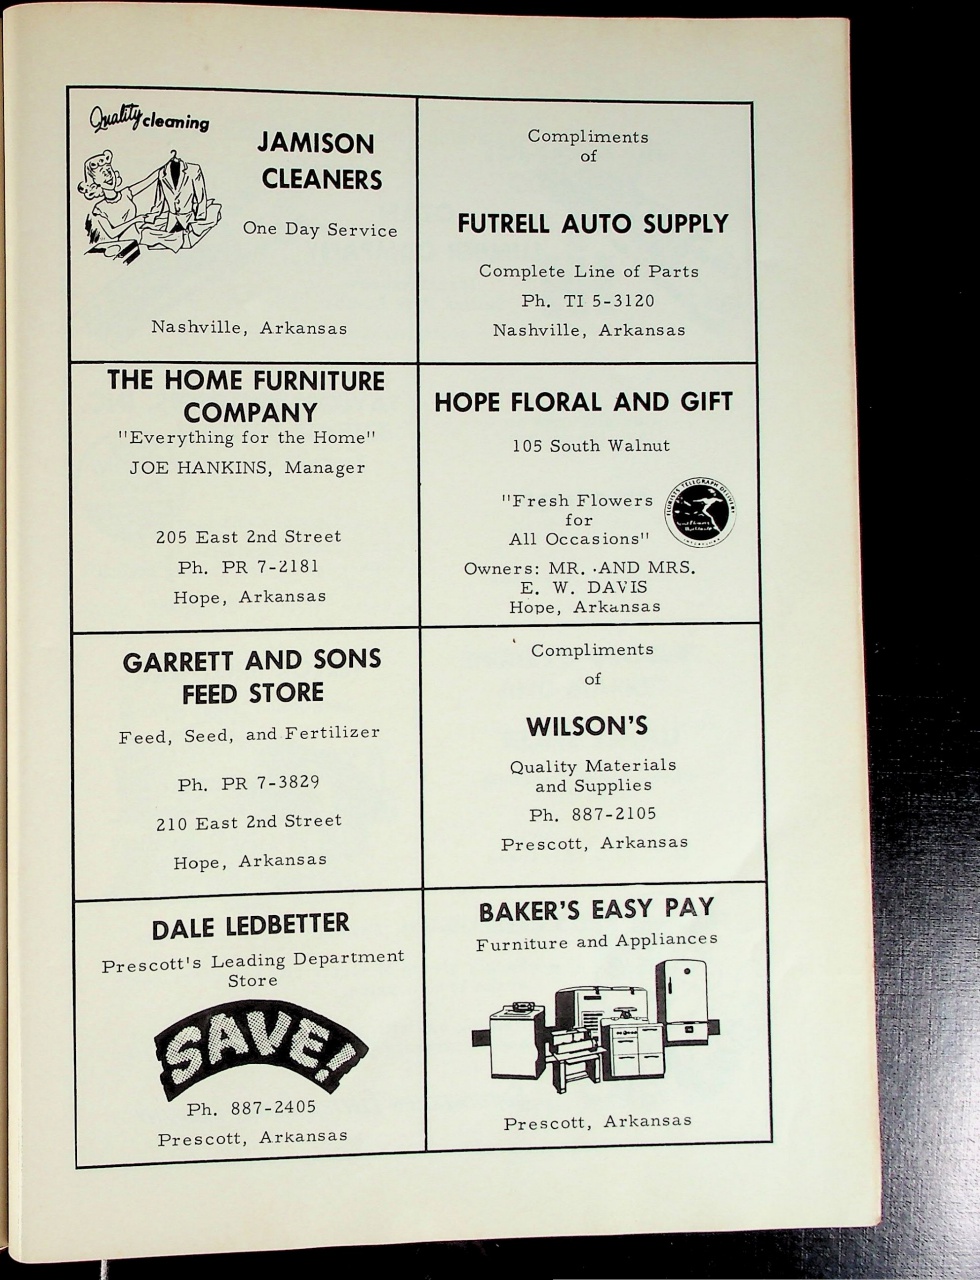 Quality cleaning
JAMISON
CLEANERS
One Day Service
Nashville, Arkansas
Compliments
of
FUTRELL AUTO SUPPLY
Complete Line of Parts
Ph. TI 5-3120
Nashville, Arkansas
THE HOME FURNITURE
COMPANY
"Everything for the Home"
JOE HANKINS, Manager
205 East 2nd Street
Ph. PR 7-2181
Hope, Arkansas
HOPE FLORAL AND GIFT
105 South Walnut
"Fresh Flowers
for
All Occasions"
FLORISTS TELEGRAPH DELIVERY
INTERFLORA
Owners: MR. AND MRS.
E. W. DAVIS
Hope, Arkansas
GARRETT AND SONS
FEED STORE
Feed, Seed, and Fertilizer
Ph. PR 7-3829
210 East 2nd Street
Hope, Arkansas
Compliments
of
WILSON'S
Quality Materials
and Supplies
Ph. 887-2105
Prescott, Arkansas
DALE LEDBETTER
Prescott's Leading Department
Store
SAVE!
Ph. 887-2405
Prescott, Arkansas
BAKER'S EASY PAY
Furniture and Appliances
Prescott, Arkansas